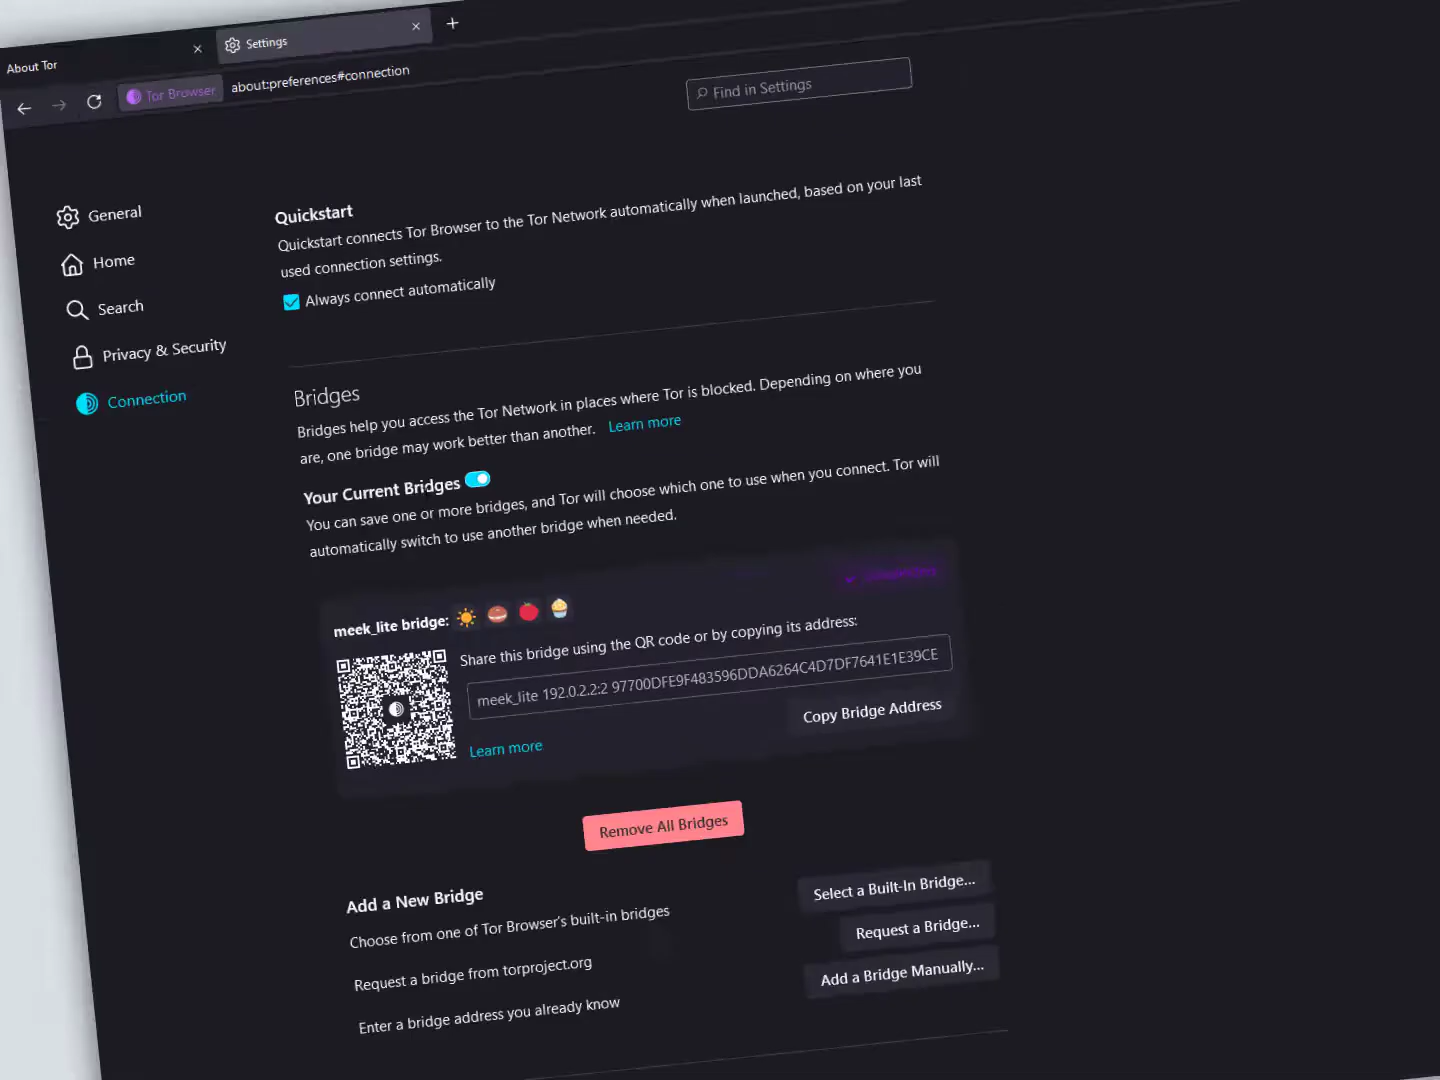 About Tor
Settings
Tor Browser
about:preferences#connection
Find in Settings
General
Home
Search
Privacy & Security
Connection
Quickstart
Quickstart connects Tor Browser to the Tor Network automatically when launched, based on your last
used connection settings.
Always connect automatically
Bridges
Bridges help you access the Tor Network in places where Tor is blocked. Depending on where you
are, one bridge may work better than another. Learn more
Your Current Bridges
You can save one or more bridges, and Tor will choose which one to use when you connect. Tor will
automatically switch to use another bridge when needed.
meek_lite bridge:
Share this bridge using the QR code or by copying its address:
meek_lite 192.0.2.2:2 97700DFE9F483596DDA6264C4D7DF7641E1E39CE
Copy Bridge Address
Learn more
Remove All Bridges
Add a New Bridge
Choose from one of Tor Browser's built-in bridges
Select a Built-In Bridge...
Request a bridge from torproject.org
Request a Bridge...
Enter a bridge address you already know
Add a Bridge Manually...